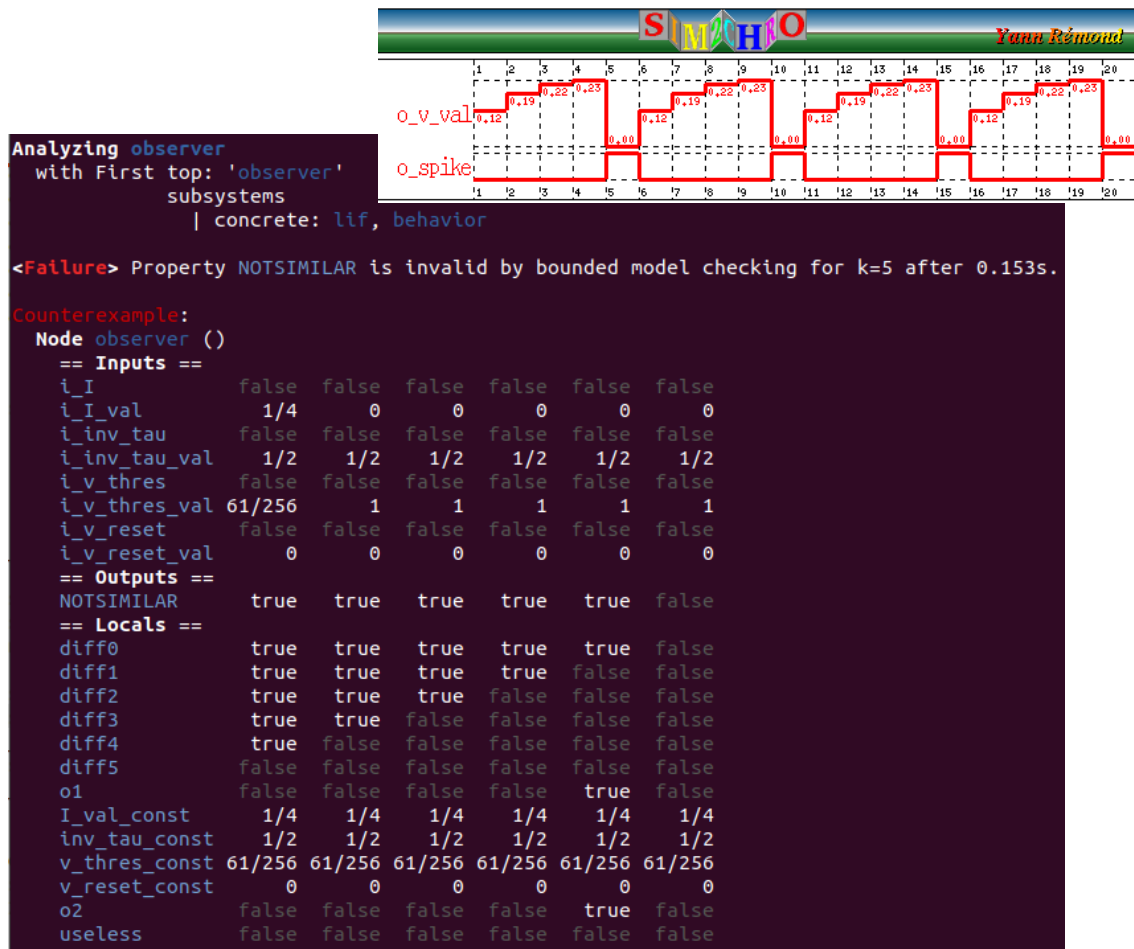 SIM2CHRO
Yann Rémond
1 2 3 4 5 6 7 8 9 10 11 12 13 14 15 16 17 18 19 20
o_v_val 0.12 0.19 0.22 0.23 0.00 0.12 0.19 0.22 0.23 0.00 0.12 0.19 0.22 0.23 0.00 0.12 0.19 0.22 0.23 0.00
o_spike
1 2 3 4 5 6 7 8 9 10 11 12 13 14 15 16 17 18 19 20
Analyzing observer
with First top: 'observer'
subsystems
| concrete: lif, behavior
<Failure> Property NOTSIMILAR is invalid by bounded model checking for k=5 after 0.153s.
Counterexample:
Node observer ()
== Inputs ==
i_I false false false false false false
i_I_val 1/4 0 0 0 0 0
i_inv_tau false false false false false false
i_inv_tau_val 1/2 1/2 1/2 1/2 1/2 1/2
i_v_thres false false false false false false
i_v_thres_val 61/256 1 1 1 1 1
i_v_reset false false false false false false
i_v_reset_val 0 0 0 0 0 0
== Outputs ==
NOTSIMILAR true true true true true false
== Locals ==
diff0 true true true true true false
diff1 true true true true false false
diff2 true true true false false false
diff3 true true false false false false
diff4 true false false false false false
diff5 false false false false false false
o1 false false false false true false
I_val_const 1/4 1/4 1/4 1/4 1/4 1/4
inv_tau_const 1/2 1/2 1/2 1/2 1/2 1/2
v_thres_const 61/256 61/256 61/256 61/256 61/256 61/256
v_reset_const 0 0 0 0 0 0
o2 false false false false true false
useless false false false false false false